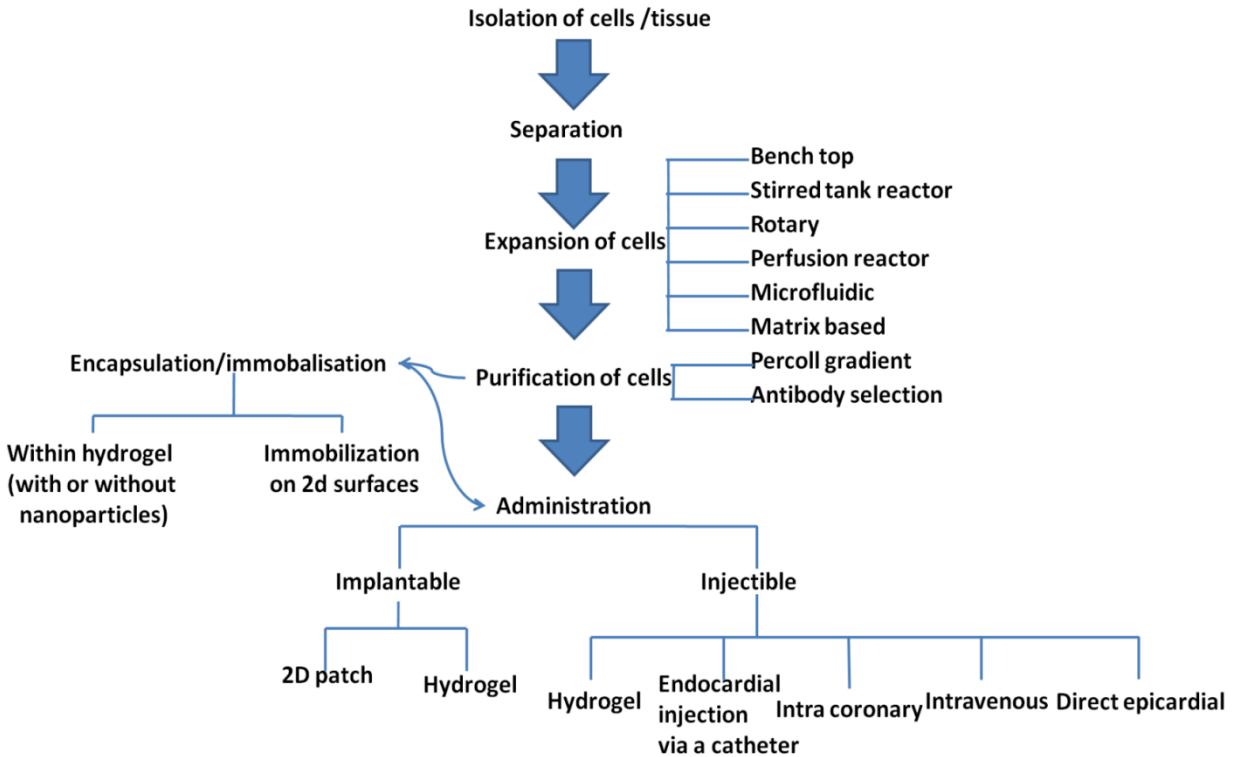 Isolation of cells /tissue
Separation
Bench top
Stirred tank reactor
Rotary
Expansion of cells
Perfusion reactor
Microfluidic
Matrix based
Encapsulation/immobalisation
Purification of cells
Percoll gradient
Antibody selection
Within hydrogel
(with or without
nanoparticles)
Immobilization
on 2d surfaces
Administration
Implantable
Injectible
2D patch
Hydrogel
Hydrogel
Endocardial
injection
via a catheter
Intra coronary
Intravenous
Direct epicardial